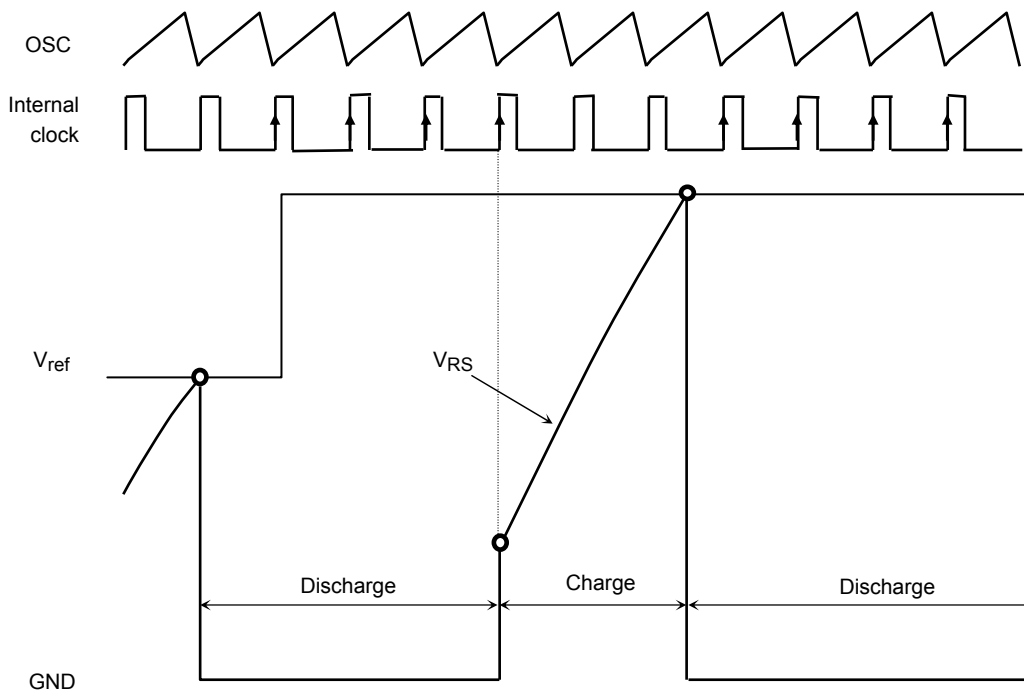 OSC
Internal
clock
Vref
VRS
Discharge
Charge
Discharge
GND